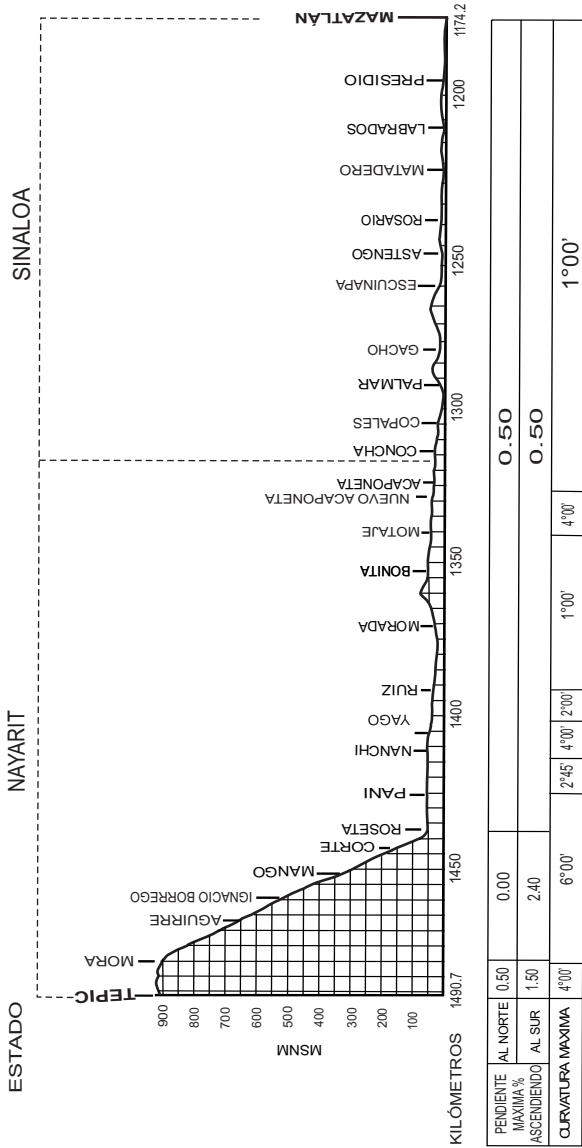 ESTADO
NAYARIT
SINALOA
TEPIC
MORA
AGUIRRE
IGNACIO BORREGO
MANGO
CORTE
ROSETA
PANI
NANCHI
YAGO
RUIZ
MORADA
BONITA
MOTAJE
NUEVO ACAPONETA
ACAPONETA
CONCHA
COPALES
PALMAR
GACHO
ESCUINAPA
ASTENGO
ROSARIO
MATADERO
LABRADOS
PRESIDIO
MAZATLÁN
MSNM
900
800
700
600
500
400
300
200
100
KILÓMETROS
1490.7
1450
1400
1350
1300
1250
1200
1174.2
PENDIENTE MAXIMA % ASCENDIENDO
AL NORTE 0.50 0.00 0.50
AL SUR 1.50 2.40 0.50
CURVATURA MAXIMA 4°00' 6°00' 2°45' 4°00' 2°00' 1°00' 4°00' 1°00'